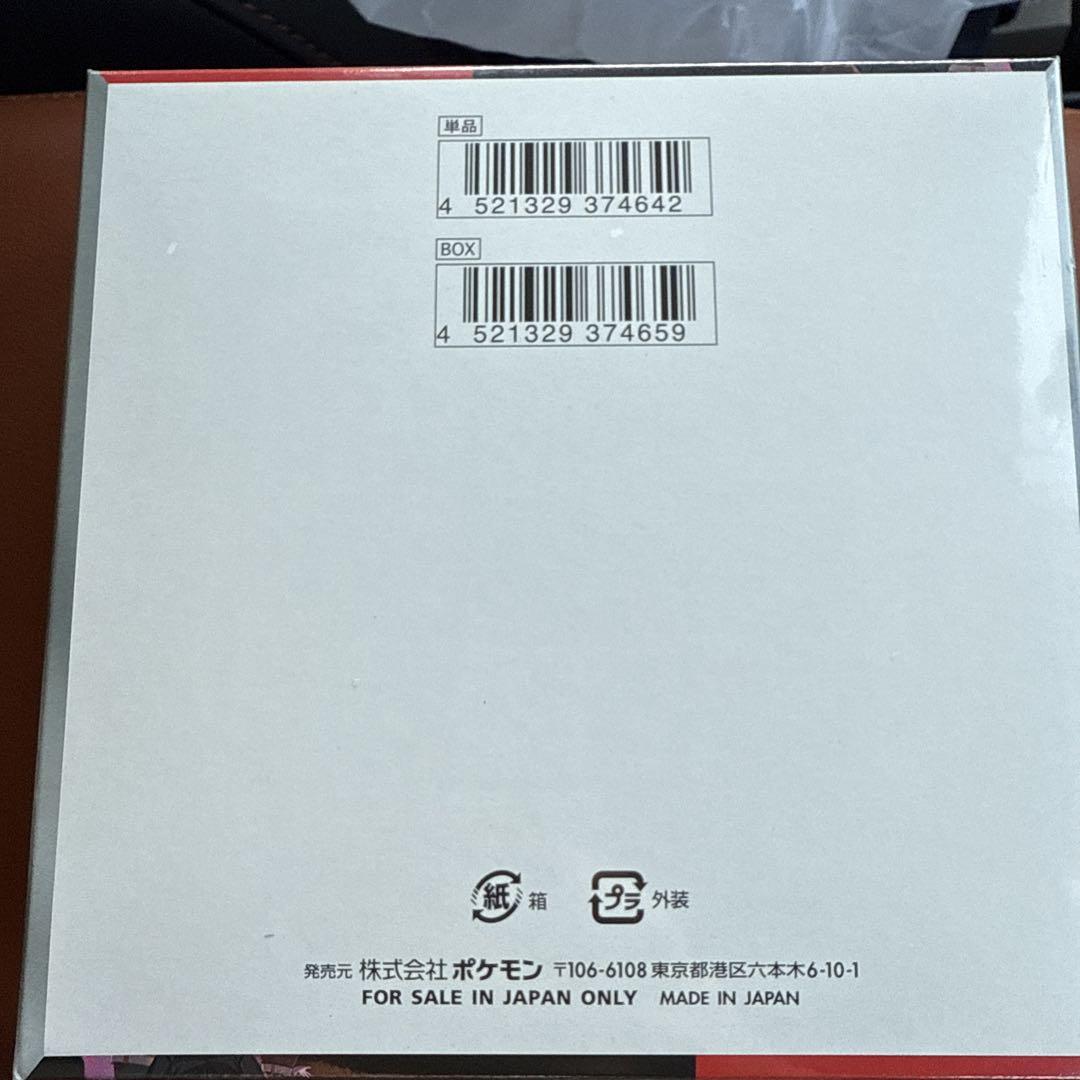 単品
4 521329 374642
BOX
4 521329 374659
紙 箱 プラ 外装
発売元 株式会社 ポケモン 〒106-6108 東京都港区六本木6-10-1
FOR SALE IN JAPAN ONLY MADE IN JAPAN